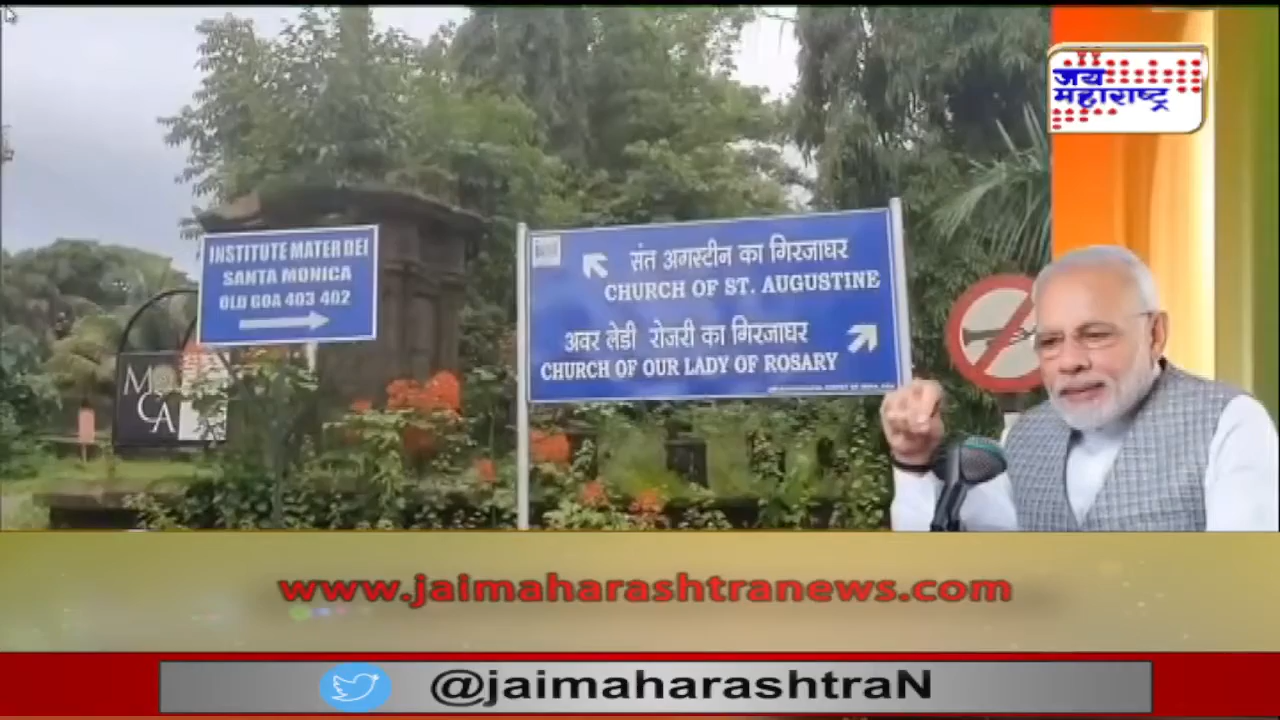 जय
महाराष्ट्र
INSTITUTE MATER DEI
SANTA MONICA
OLD GOA 403 402
संत अगस्टीन का गिरजाघर
CHURCH OF ST. AUGUSTINE
अवर लेडी रोजरी का गिरजाघर
CHURCH OF OUR LADY OF ROSARY
CA
www.jaimaharashtranews.com
@jaimaharashtraN